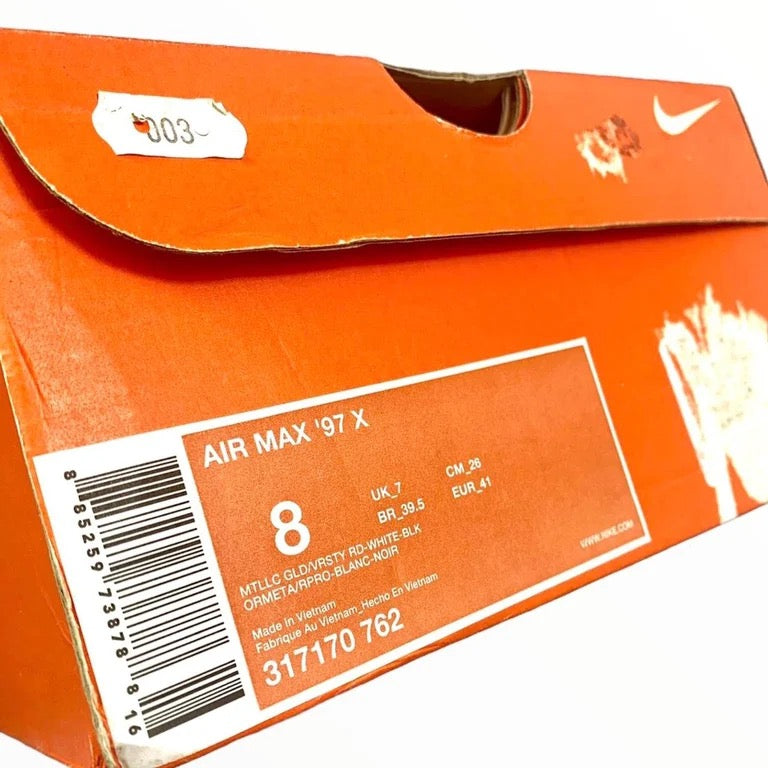 003
AIR MAX '97 X
8
UK_7
CM_26
BR_39.5
EUR_41
MTLLC GLD/VRSTY RD-WHITE-BLK
ORMETA/RPRO-BLANC-NOIR
Made in Vietnam
Fabrique Au Vietnam_Hecho En Vietnam
317170 762
WWW.NIKE.COM
8 85259 73878 8 16